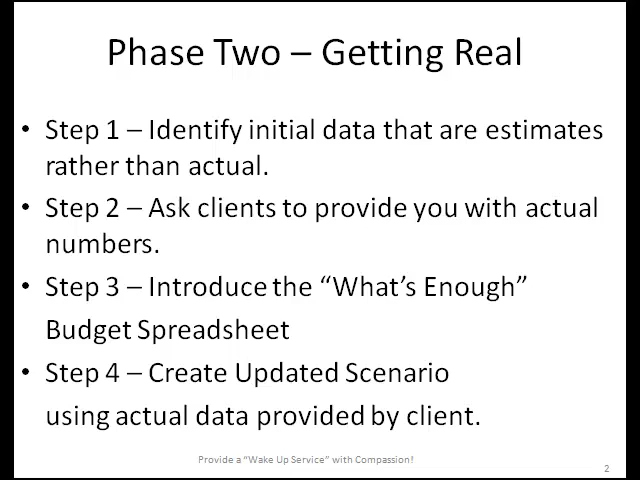 Phase Two – Getting Real
• Step 1 – Identify initial data that are estimates
rather than actual.
• Step 2 – Ask clients to provide you with actual
numbers.
• Step 3 – Introduce the “What’s Enough”
Budget Spreadsheet
• Step 4 – Create Updated Scenario
using actual data provided by client.
Provide a “Wake Up Service” with Compassion!
2